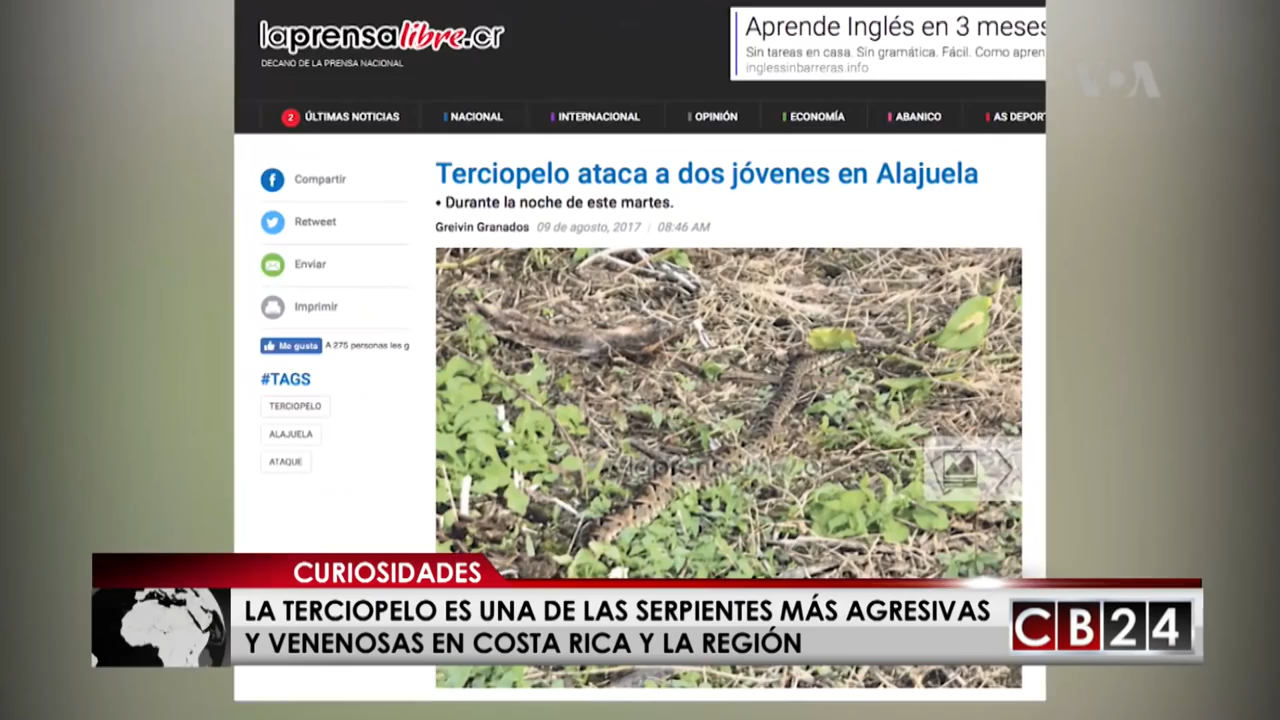 laprensalibre.cr
DECANO DE LA PRENSA NACIONAL
Aprende Inglés en 3 meses
Sin tareas en casa. Sin gramática. Fácil. Como apren
inglessinbarreras.info
VOA
2 ÚLTIMAS NOTICIAS
NACIONAL
INTERNACIONAL
OPINIÓN
ECONOMÍA
ABANICO
AS DEPORT
Compartir
Retweet
Enviar
Imprimir
Me gusta A 275 personas les g
#TAGS
TERCIOPELO
ALAJUELA
ATAQUE
Terciopelo ataca a dos jóvenes en Alajuela
• Durante la noche de este martes.
Greivin Granados 09 de agosto, 2017 / 08:46 AM
laprensalibre.cr
CURIOSIDADES
LA TERCIOPELO ES UNA DE LAS SERPIENTES MÁS AGRESIVAS
Y VENENOSAS EN COSTA RICA Y LA REGIÓN
CB24